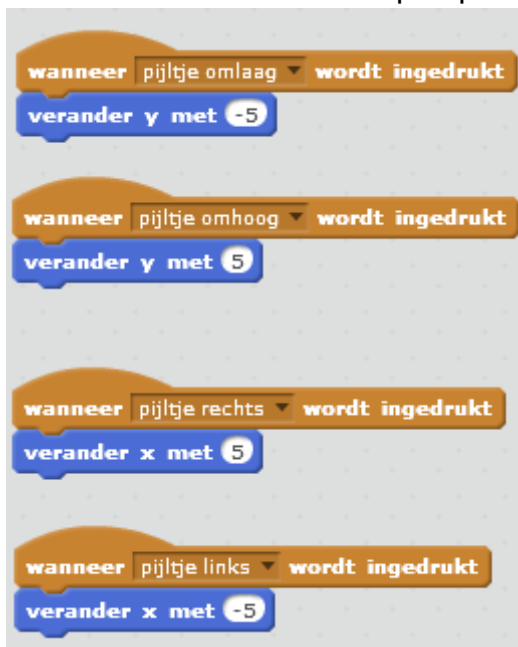 wanneer pijltje omlaag wordt ingedrukt
verander y met -5
wanneer pijltje omhoog wordt ingedrukt
verander y met 5
wanneer pijltje rechts wordt ingedrukt
verander x met 5
wanneer pijltje links wordt ingedrukt
verander x met -5